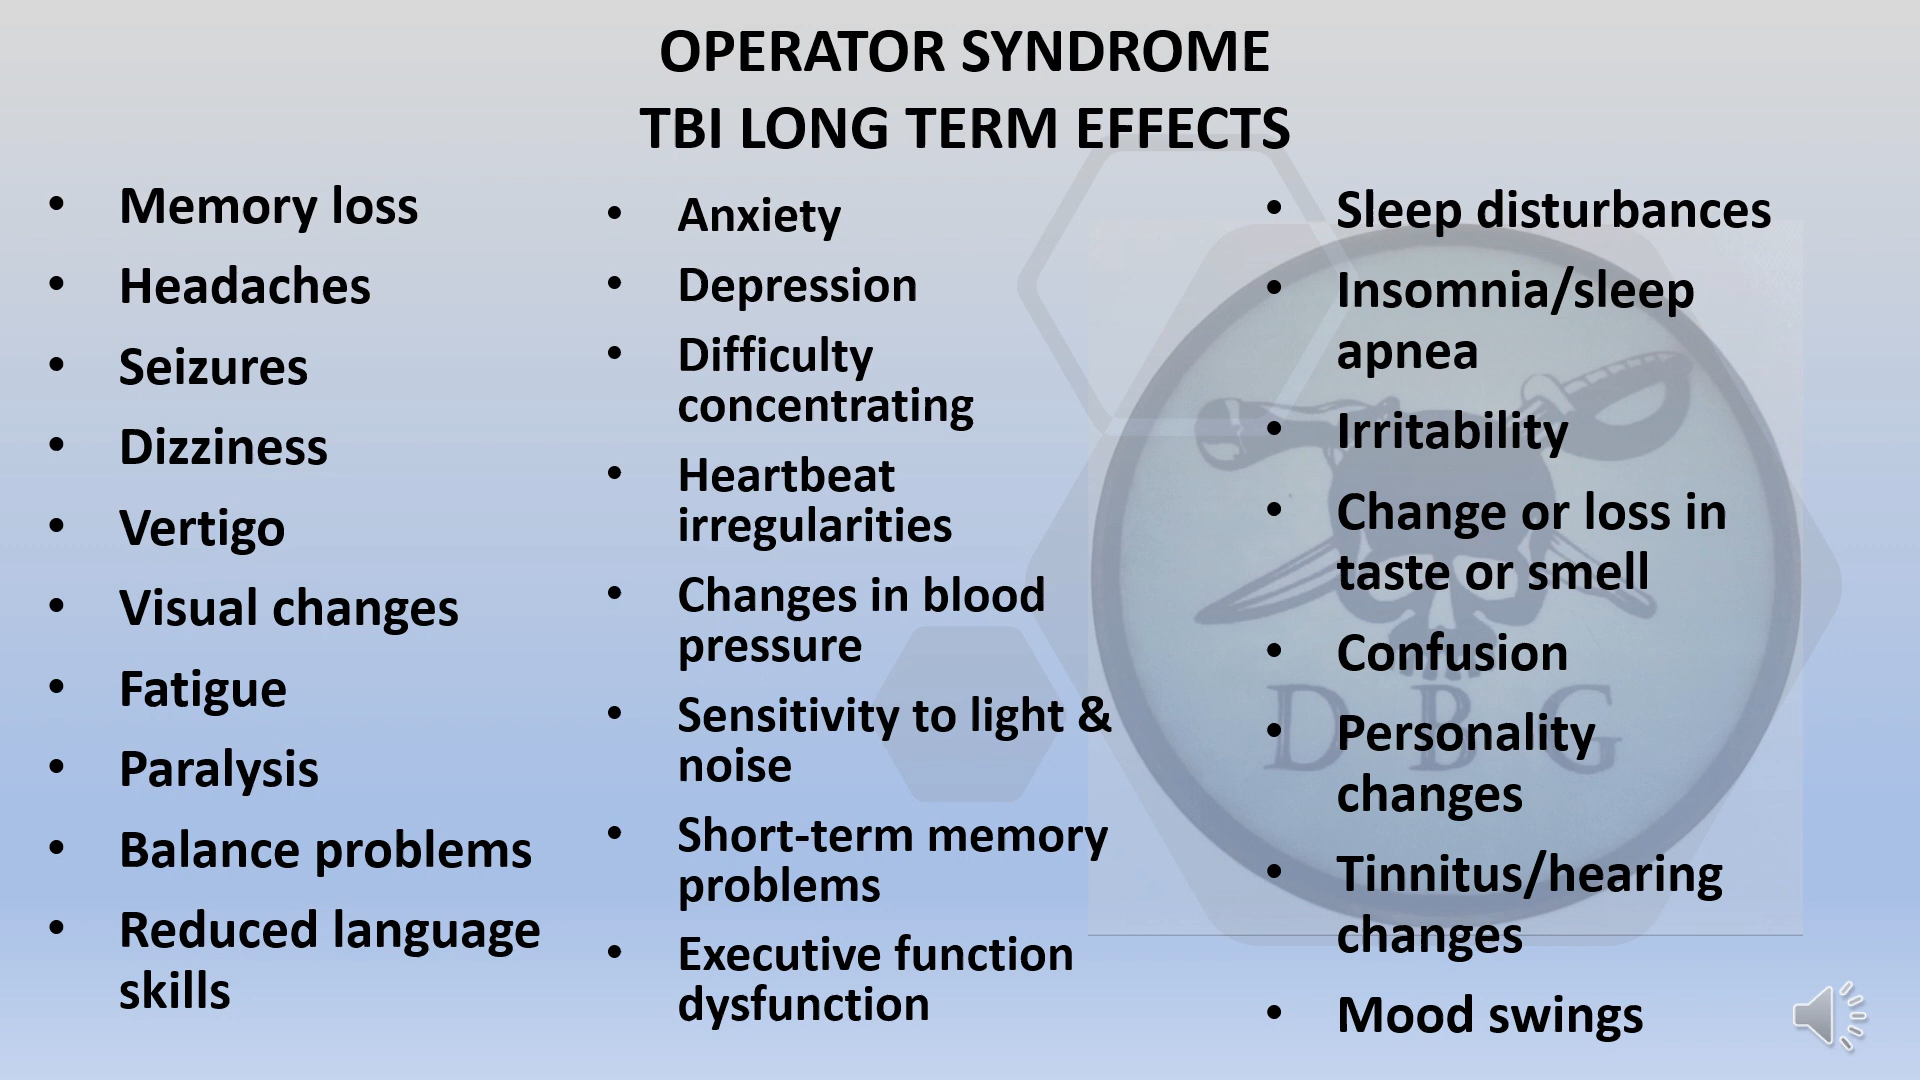 OPERATOR SYNDROME
TBI LONG TERM EFFECTS
• Memory loss
• Headaches
• Seizures
• Dizziness
• Vertigo
• Visual changes
• Fatigue
• Paralysis
• Balance problems
• Reduced language
skills
• Anxiety
• Depression
• Difficulty
concentrating
• Heartbeat
irregularities
• Changes in blood
pressure
• Sensitivity to light &
noise
• Short-term memory
problems
• Executive function
dysfunction
• Sleep disturbances
• Insomnia/sleep
apnea
• Irritability
• Change or loss in
taste or smell
• Confusion
• Personality
changes
• Tinnitus/hearing
changes
• Mood swings
D B G